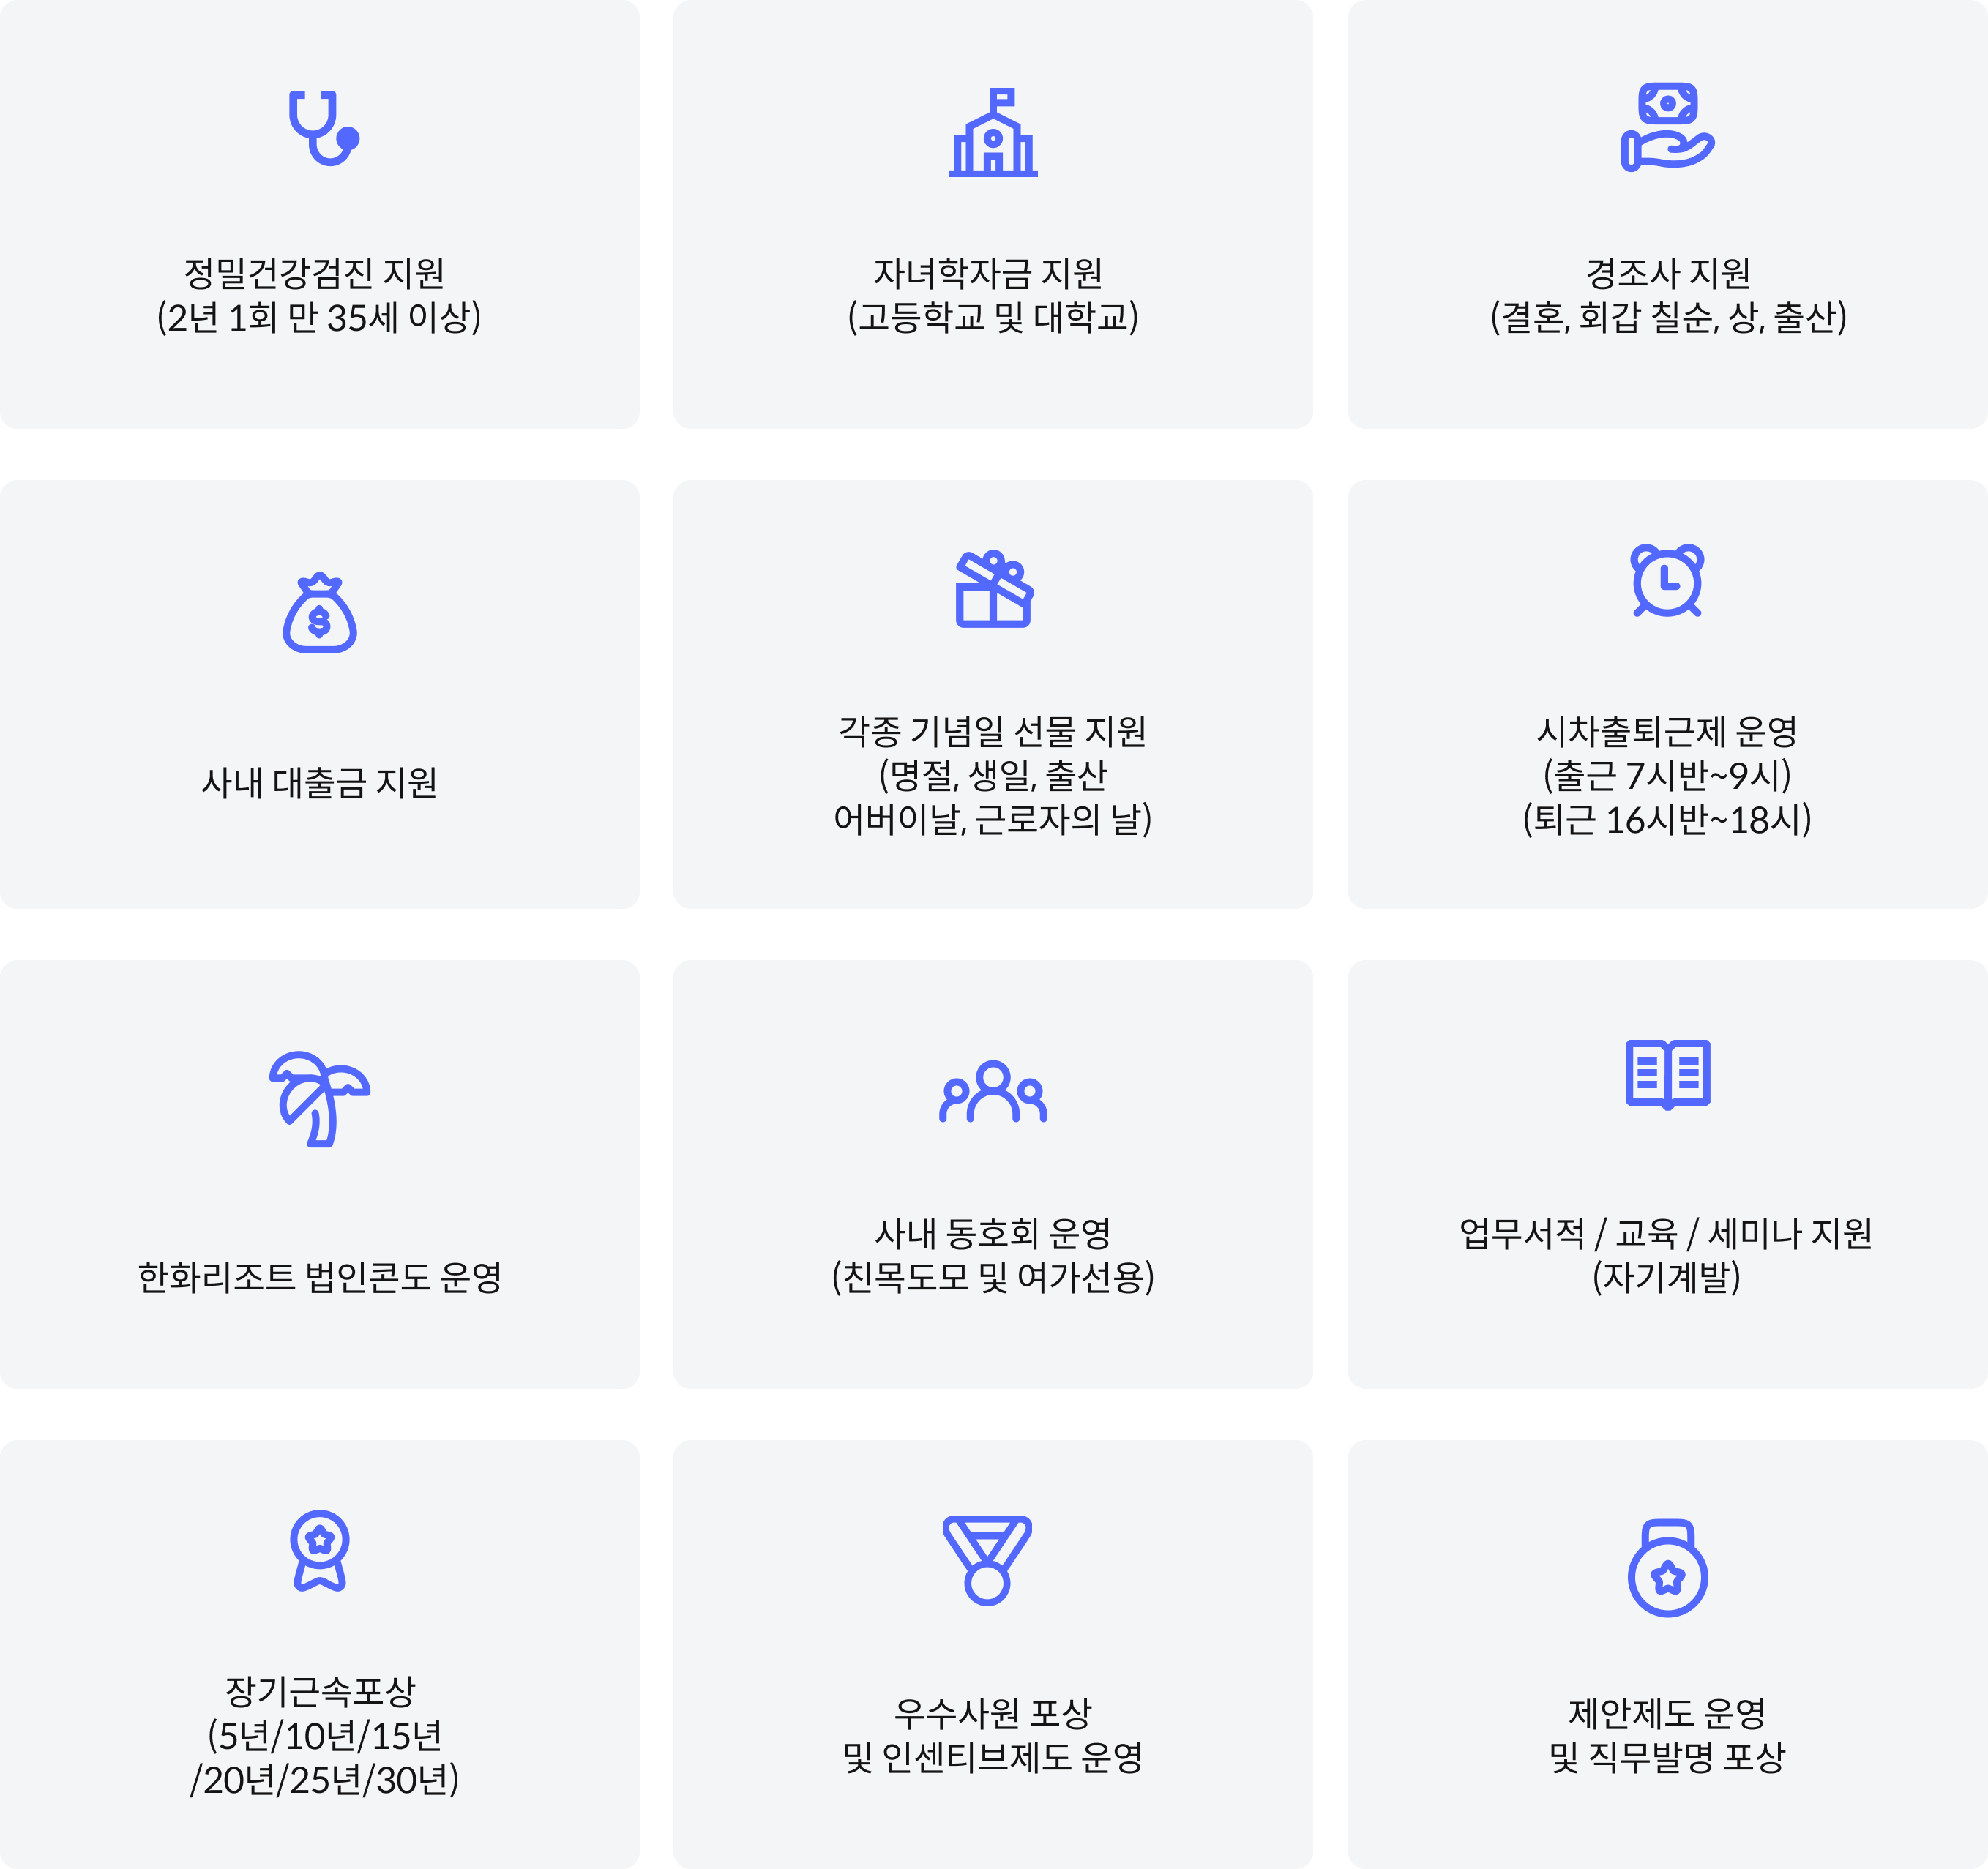 정밀건강검진 지원
(2년 1회 만 35세 이상)
자녀학자금 지원
(고등학교 및 대학교)
경조사 지원
(결혼, 회갑 칠순, 상, 출산)
사내 대출금 지원
각종 기념일 선물 지원
(명절, 생일, 출산
어버이날, 근로자의 날)
시차출퇴근제 운영
(출근 7시반~9시)
(퇴근 16시반~18시)
한화리조트 법인콘도 운영
사내 동호회 운영
(친목도모 및 여가선용)
업무서적 / 교육 / 세미나 지원
(자기계발)
장기근속포상
(5년/10년/15년
/20년/25년/30년)
우수사원 포상
및 인센티브제도 운영
제안제도 운영
및 직무발명 포상